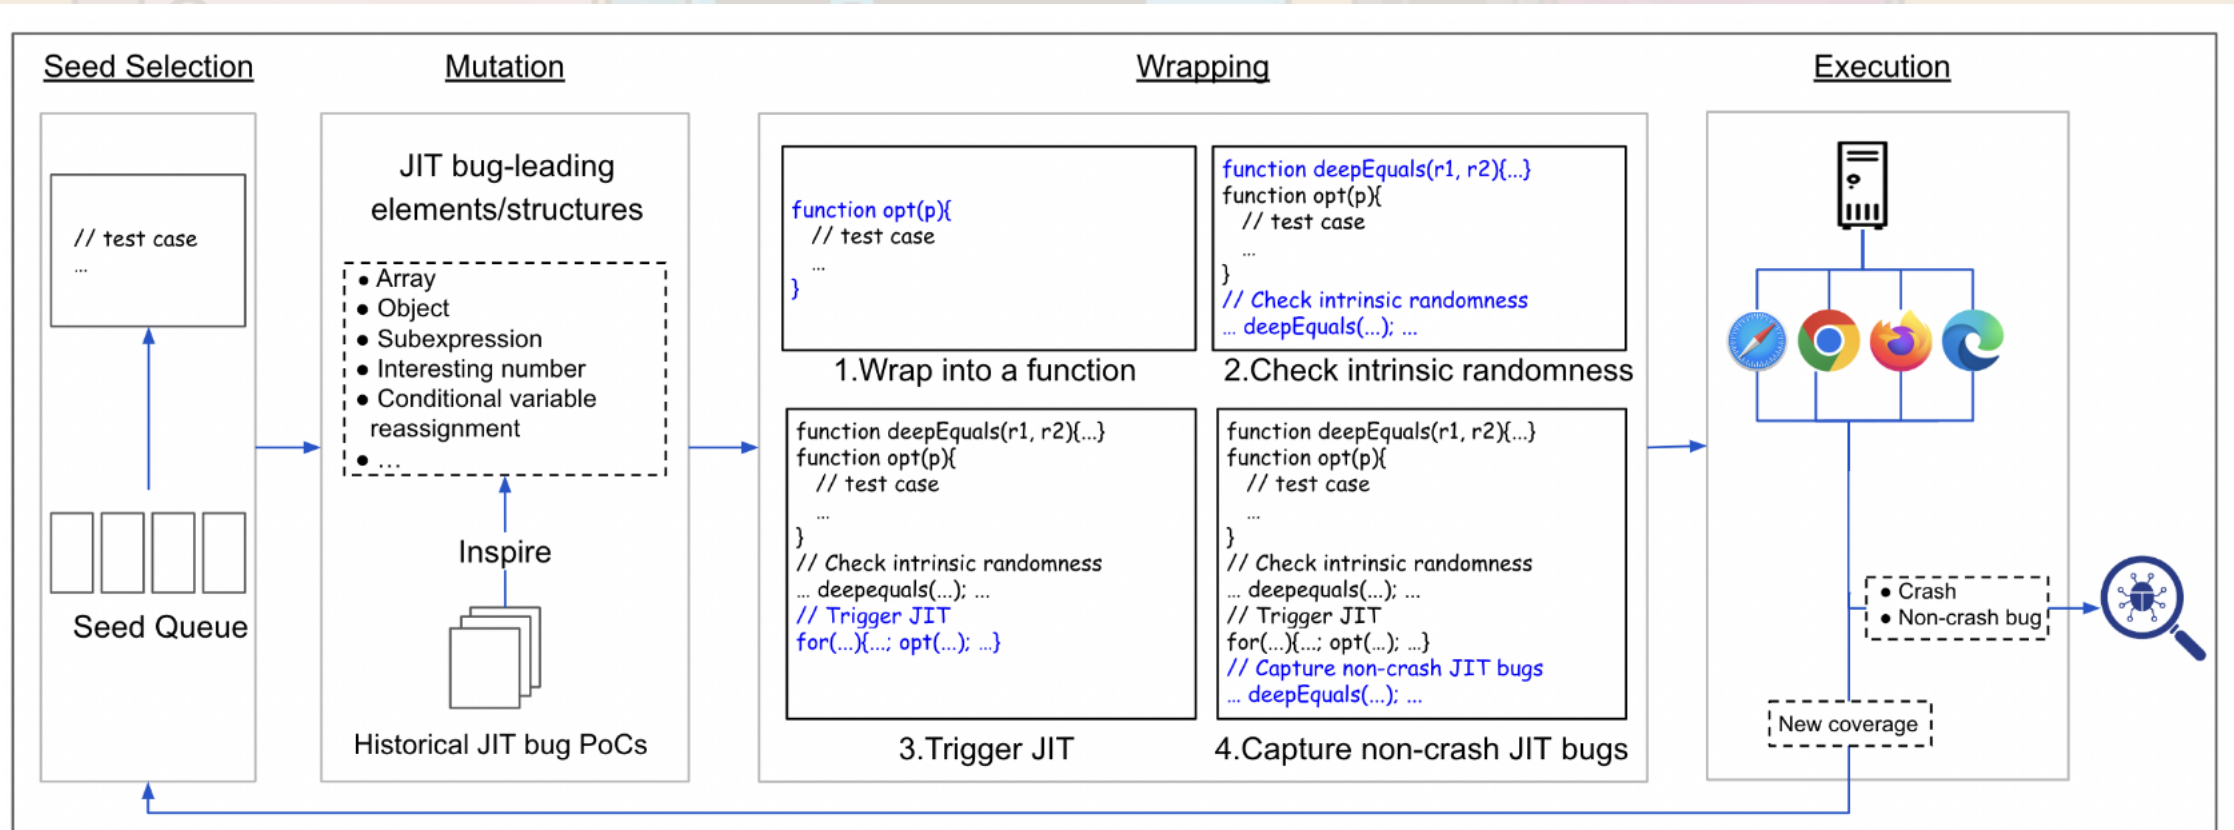 Seed Selection
Mutation
Wrapping
Execution
// test case
...
Seed Queue
JIT bug-leading
elements/structures
● Array
● Object
● Subexpression
● Interesting number
● Conditional variable
reassignment
● ...
Inspire
Historical JIT bug PoCs
function opt(p){
// test case
...
}
1.Wrap into a function
function deepEquals(r1, r2){...}
function opt(p){
// test case
...
}
// Check intrinsic randomness
... deepEquals(...); ...
2.Check intrinsic randomness
function deepEquals(r1, r2){...}
function opt(p){
// test case
...
}
// Check intrinsic randomness
... deepequals(...); ...
// Trigger JIT
for(...){...; opt(...); ...}
3.Trigger JIT
function deepEquals(r1, r2){...}
function opt(p){
// test case
...
}
// Check intrinsic randomness
... deepequals(...); ...
// Trigger JIT
for(...){...; opt(...); ...}
// Capture non-crash JIT bugs
... deepEquals(...); ...
4.Capture non-crash JIT bugs
● Crash
● Non-crash bug
New coverage